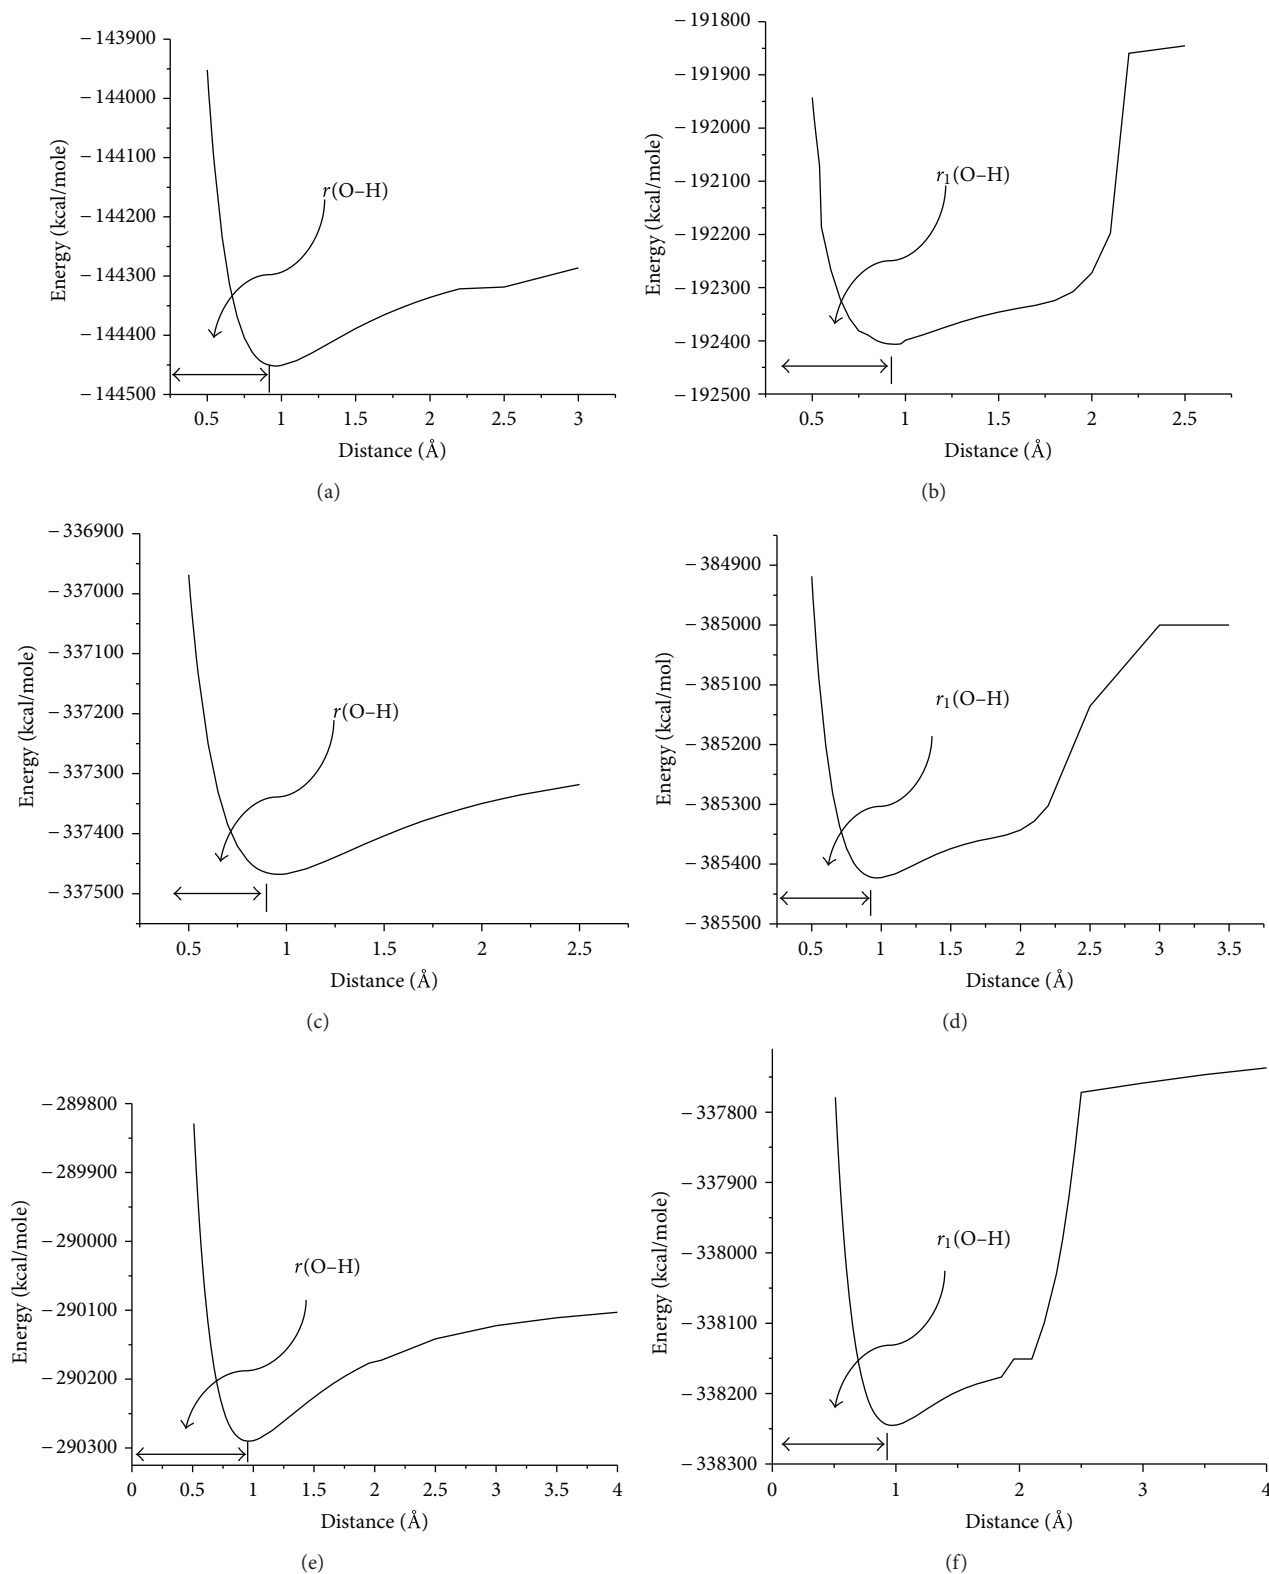 −143900
−144000
−144100
−144200
−144300
−144400
−144500
Energy (kcal/mole)
r(O–H)
0.5 1 1.5 2 2.5 3
Distance (Å)
(a)
−191800
−191900
−192000
−192100
−192200
−192300
−192400
−192500
Energy (kcal/mole)
r₁(O–H)
0.5 1 1.5 2 2.5
Distance (Å)
(b)
−336900
−337000
−337100
−337200
−337300
−337400
−337500
Energy (kcal/mole)
r(O–H)
0.5 1 1.5 2 2.5
Distance (Å)
(c)
−384900
−385000
−385100
−385200
−385300
−385400
−385500
Energy (kcal/mol)
r₁(O–H)
0.5 1 1.5 2 2.5 3 3.5
Distance (Å)
(d)
−289800
−289900
−290000
−290100
−290200
−290300
Energy (kcal/mole)
r(O–H)
0 0.5 1 1.5 2 2.5 3 3.5 4
Distance (Å)
(e)
−337800
−337900
−338000
−338100
−338200
−338300
Energy (kcal/mole)
r₁(O–H)
0 1 2 3 4
Distance (Å)
(f)